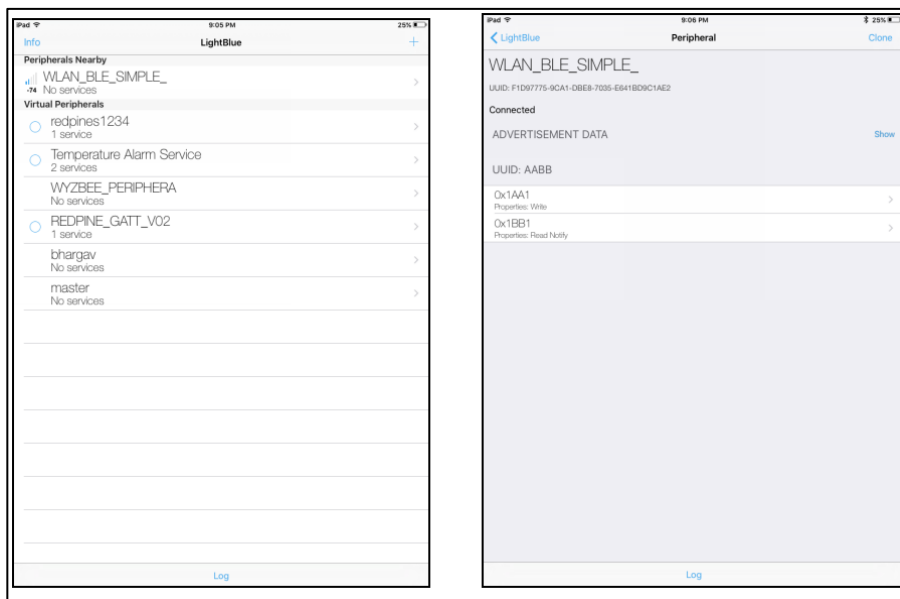 iPad 9:05 PM 25%
Info LightBlue +
Peripherals Nearby
WLAN_BLE_SIMPLE_
-74 No services
Virtual Peripherals
redpines1234
1 service
Temperature Alarm Service
2 services
WYZBEE_PERIPHERA
No services
REDPINE_GATT_V02
1 service
bhargav
No services
master
No services
Log
iPad 9:06 PM 25%
LightBlue Peripheral Clone
WLAN_BLE_SIMPLE_
UUID: F1D97775-9CA1-DBE8-7035-E641BD9C1AE2
Connected
ADVERTISEMENT DATA Show
UUID: AABB
0x1AA1
Properties: Write
0x1BB1
Properties: Read Notify
Log